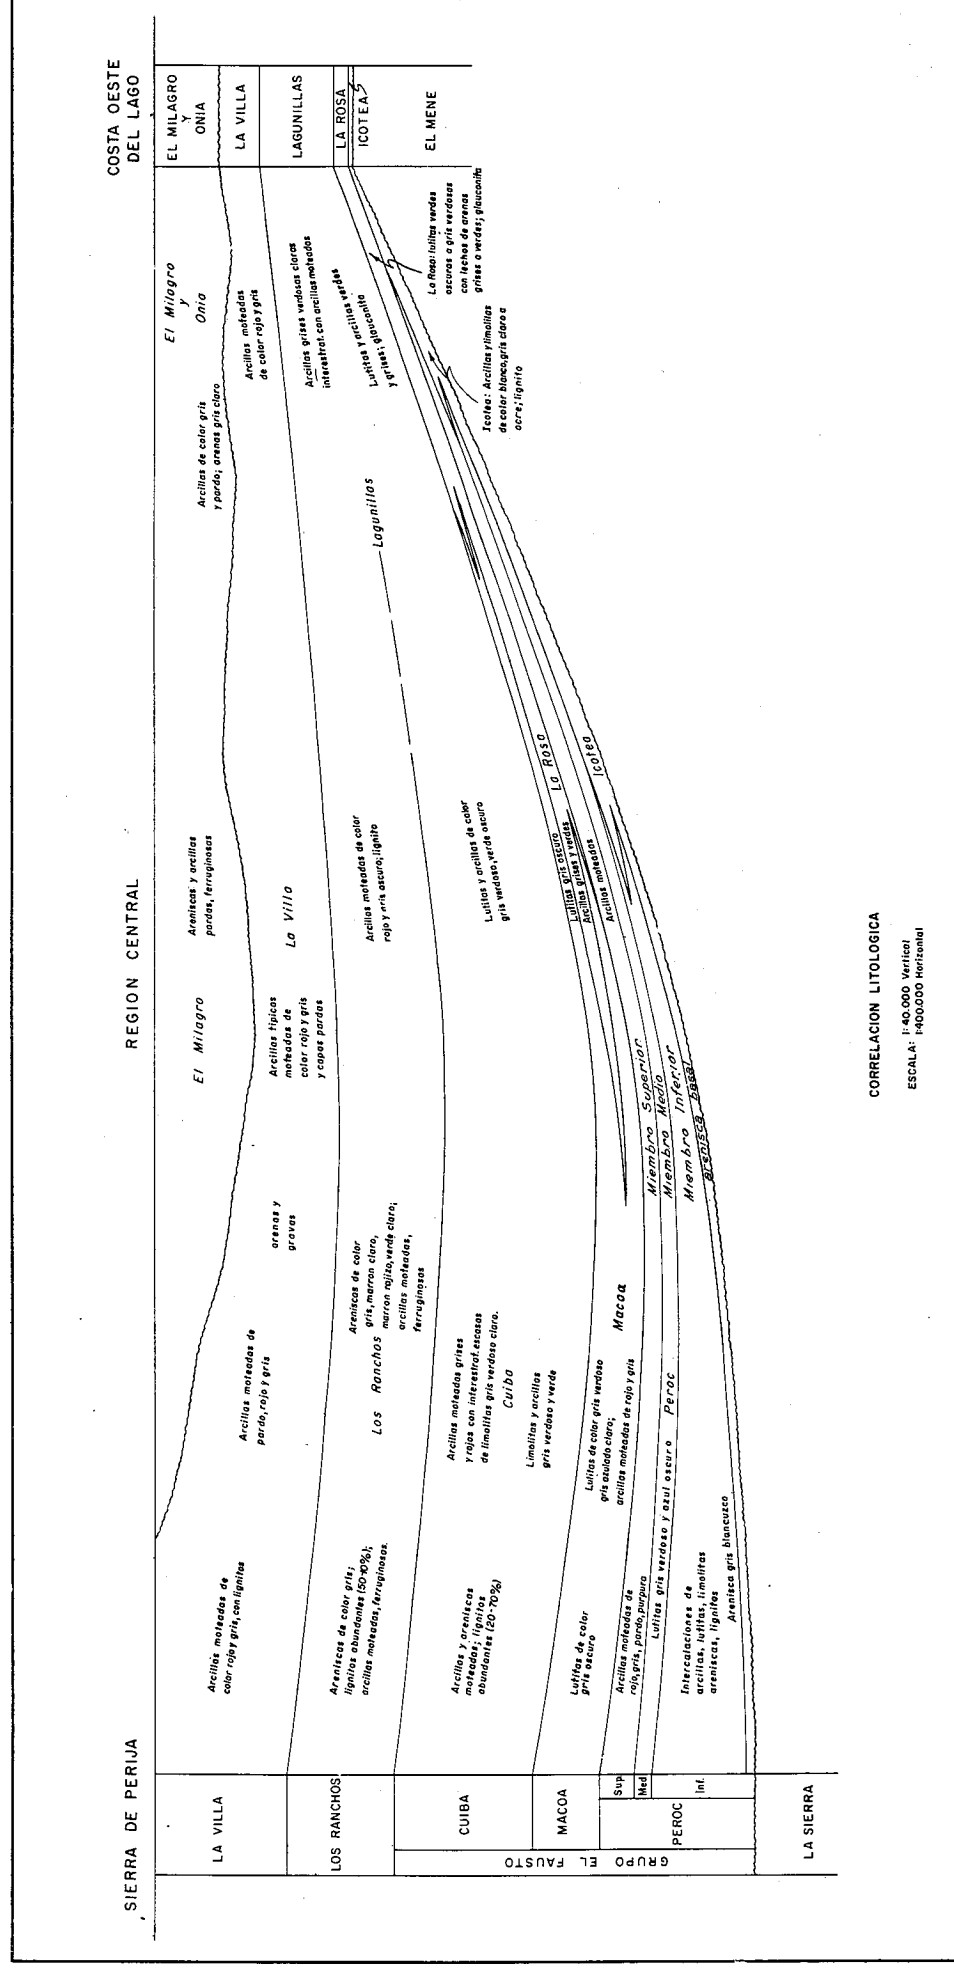 SIERRA DE PERIJA
REGION CENTRAL
COSTA OESTE
DEL LAGO
LA VILLA
LOS RANCHOS
CUIBA
MACOA
Sup
Med
Inf.
PEROC
GRUPO EL FAUSTO
LA SIERRA
EL MILAGRO
Y
ONIA
LA VILLA
LAGUNILLAS
LA ROSA
ICOTEA
EL MENE
Arcillas moteadas de
color rojo y gris, con lignitos
Arcillas moteadas de
pardo, rojo y gris
El Milagro
Areniscas y arcillas
pardas, ferruginosas
Arcillas de color gris
y pardo; arenas gris claro
El Milagro
y
Onia
arenas y
gravas
Arcillas tipicas
moteadas de
color rojo y gris
y capas pardas
La Villa
Arcillas moteadas
de color rojo y gris
Areniscas de color gris;
lignitos abundantes (50-10%);
arcillas moteadas, ferruginosas.
Los Ranchos
Areniscas de color
gris, marron claro,
marron rojizo, verde claro;
arcillas moteadas,
ferruginosas
Arcillas moteadas de color
rojo y gris oscuro; lignito
Lagunillas
Arcillas grises verdosas claras
interestrat. con arcillas moteadas
Lutitas y arcillas verdes
y grises; glauconita
Arcillas y areniscas
moteadas; lignitos
abundantes (20-70%)
Arcillas moteadas grises
y rojas con interestrat. escasas
de limolitas gris verdoso claro.
Cuiba
Limolitas y arcillas
gris verdoso y verde
Lutitas y arcillas de color
gris verdoso, verde oscuro
La Rosa: lutitas verdes
oscuras a gris verdosas
con lechos de arenas
grises a verdes; glauconita
Icotea: Arcillas y limolitas
de color blanco, gris claro a
ocre; lignito
Lutitas de color
gris oscuro
Lutitas de color gris verdoso
gris azulado claro;
arcillas moteadas de rojo y gris
Macoa
Lutitas gris oscuro
Arcillas grises y verdes
Arcillas moteadas
La Rosa
Icotea
Arcillas moteadas de
rojo, gris, pardo, purpura
Lutitas gris verdoso y azul oscuro
Peroc
Miembro Superior
Miembro Medio
Miembro Inferior
arenisca basal
Intercalaciones de
arcillas, lutitas, limolitas
areniscas, lignitos
Arenisca gris blancuzco
CORRELACION LITOLOGICA
ESCALA: 1:40.000 Vertical
1:400.000 Horizontal